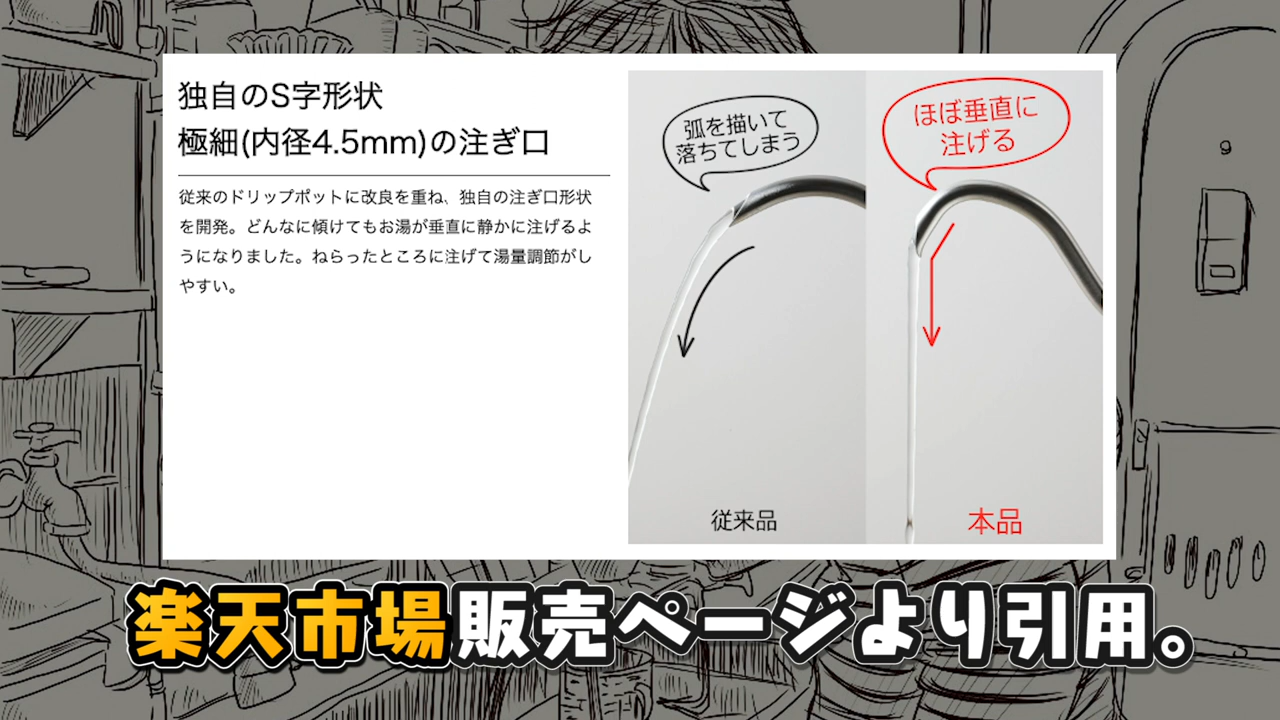 独自のS字形状
極細(内径4.5mm)の注ぎ口
従来のドリップポットに改良を重ね、独自の注ぎ口形状
を開発。どんなに傾けてもお湯が垂直に静かに注げるよ
うになりました。ねらったところに注げて湯量調節がし
やすい。
弧を描いて
落ちてしまう
ほぼ垂直に
注げる
従来品
本品
楽天市場販売ページより引用。